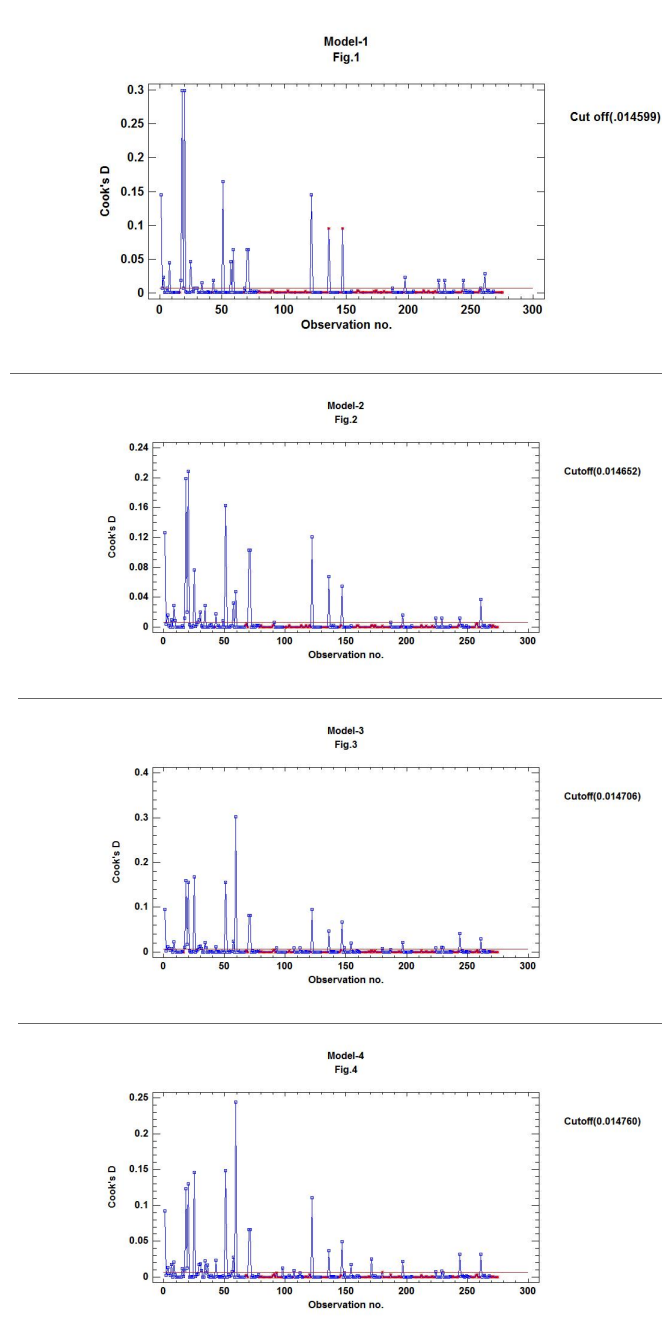 Model-1
Fig.1
Cut off(.014599)
Cook's D
0.3
0.25
0.2
0.15
0.1
0.05
0
0 100 200 300
Observation no.
Model-2
Fig.2
Cutoff(0.014652)
Cook's D
0.24
0.2
0.16
0.12
0.08
0.04
0
0 50 100 150 200 250 300
Observation no.
Model-3
Fig.3
Cutoff(0.014706)
Cook's D
0.4
0.3
0.2
0.1
0
0 50 100 150 200 250 300
Observation no.
Model-4
Fig.4
Cutoff(0.014760)
Cook's D
0.25
0.2
0.15
0.1
0.05
0
0 50 100 150 200 250 300
Observation no.